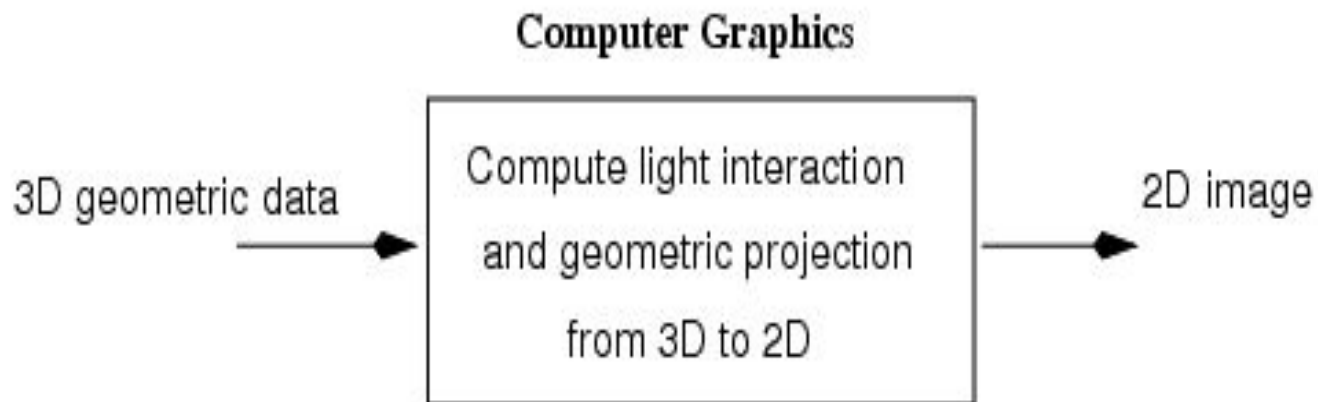 Computer Graphics
3D geometric data
Compute light interaction
and geometric projection
from 3D to 2D
2D image